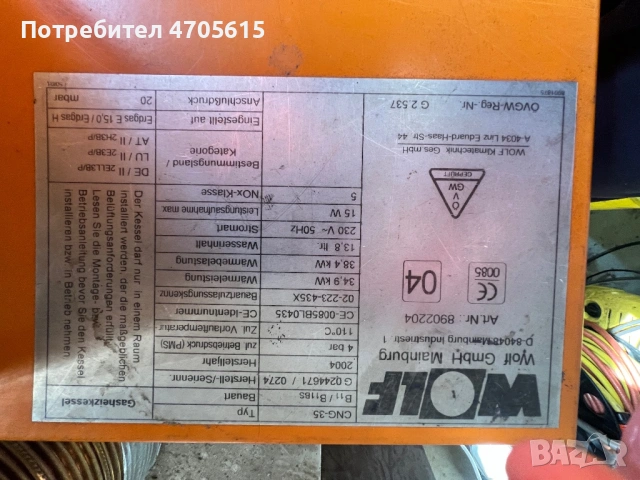 Потребител 4705615
WOLF
Wolf GmbH Mainburg
D-84048 Mainburg Industriestr. 1
Art.Nr. 8902204
CE
0085
04
ÖVGW
GEPRÜFT
WOLF Klimatechnik Ges.mbH
A-4034 Linz Eduard-Haas-Str. 44
ÖVGW-Reg.-Nr. G 2.537
Gasheizkessel
Typ CNG-35
Bauart B11 / B11BS
Herstell-/Seriennr. G Q24671 / 0274
Herstelljahr 2004
zul Betriebsdruck (PMS) 4 bar
Zul. Vorlauftemperatur 110°C
CE-Identnummer CE-0085BL0435
Bauartzulassungskennz. 02-223-435X
Wärmeleistung 34,9 kW
Wärmebelastung 38,4 kW
Wasserinhalt 13,8 ltr
Stromart 230 V~ 50Hz
Leistungsaufnahme max 15 W
NOx-Klasse 5
Bestimmungsland / Kategorie
DE / II 2ELL3B/P
LU / II 2E3B/P
AT / II 2H3B/P
Eingestellt auf Erdgas E 15,0 / Erdgas H
Anschlußdruck 20 mbar
Der Kessel darf nur in einem Raum
installiert werden, der die maßgeblichen
Belüftungsanforderungen erfüllt.
Lesen Sie die Montage- bzw.
Betriebsanleitung bevor Sie den Kessel
installieren bzw. in Betrieb nehmen.
BAZAR